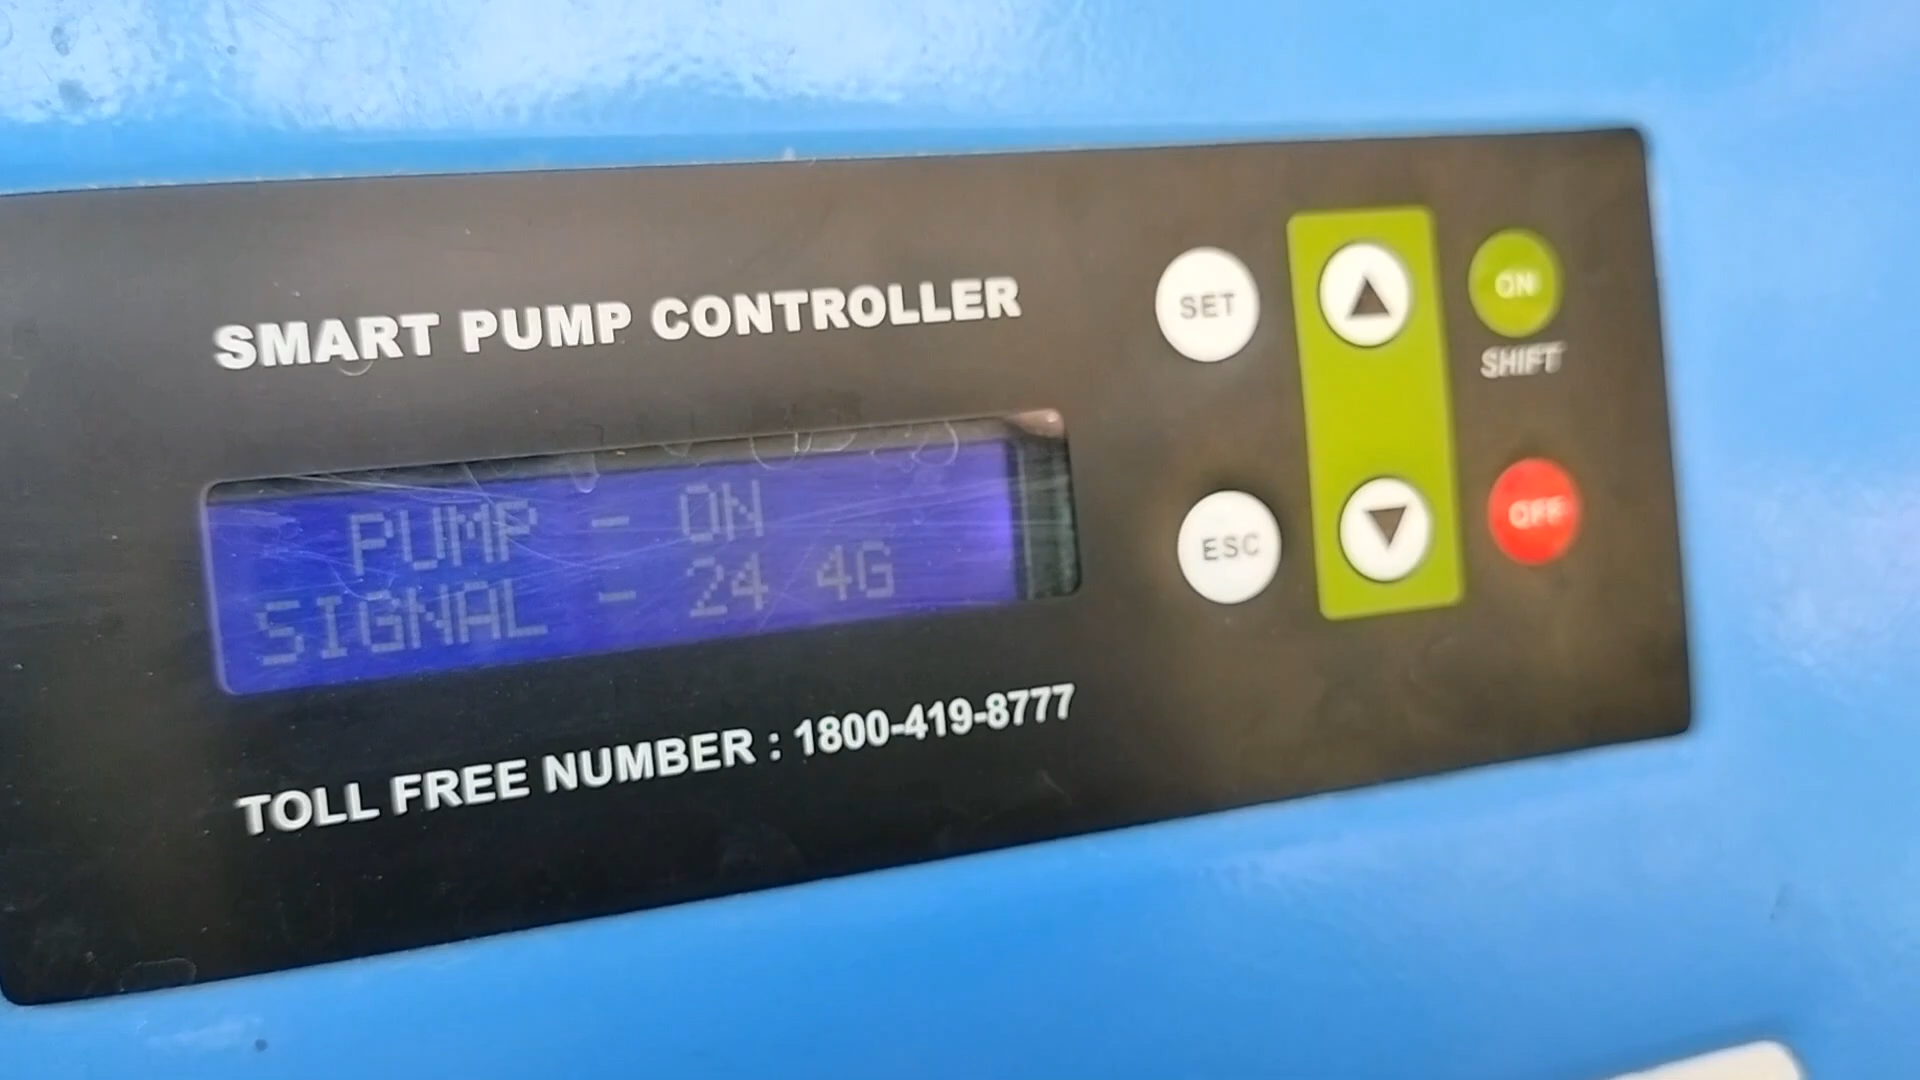 SMART PUMP CONTROLLER
PUMP - ON
SIGNAL - 24 4G
TOLL FREE NUMBER : 1800-419-8777
SET
ON
SHIFT
ESC
OFF